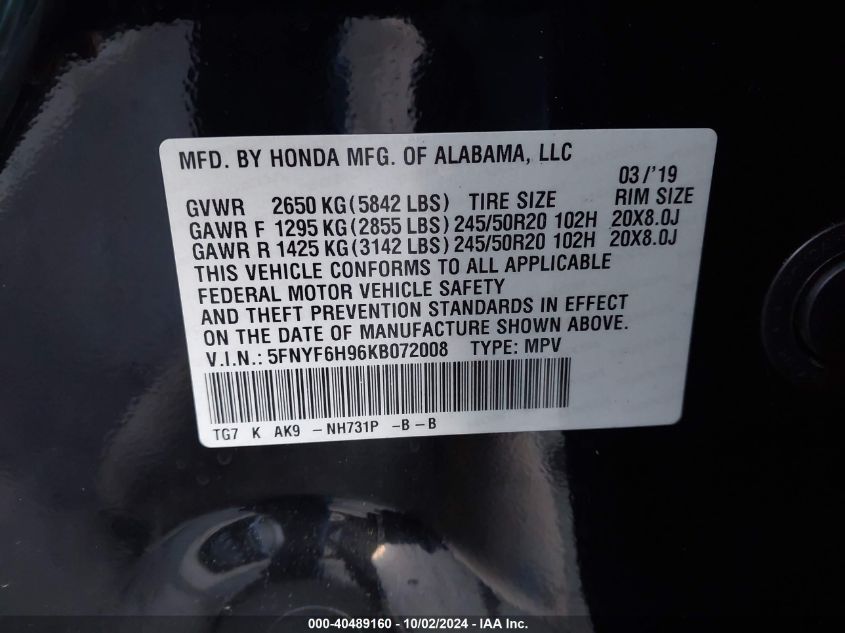 MFD. BY HONDA MFG. OF ALABAMA, LLC
03/'19
GVWR 2650 KG(5842 LBS) TIRE SIZE RIM SIZE
GAWR F 1295 KG(2855 LBS) 245/50R20 102H 20X8.0J
GAWR R 1425 KG(3142 LBS) 245/50R20 102H 20X8.0J
THIS VEHICLE CONFORMS TO ALL APPLICABLE
FEDERAL MOTOR VEHICLE SAFETY
AND THEFT PREVENTION STANDARDS IN EFFECT
ON THE DATE OF MANUFACTURE SHOWN ABOVE.
V.I.N.: 5FNYF6H96KB072008 TYPE: MPV
TG7 K AK9 -NH731P -B-B
000-40489160 - 10/02/2024 - IAA Inc.